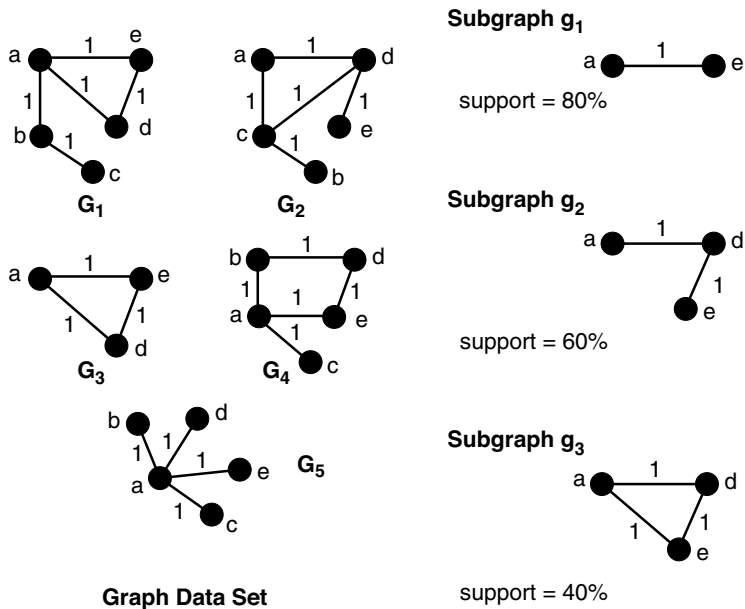 a 1 e
1 1 1
b 1 d
c
G1
a 1 d
1 1 1
c 1 e
b
G2
a 1 e
1 1
d
G3
b 1 d
1 1 1
a 1 e
c
G4
b d
1 1
1 e
a 1
c
G5
Graph Data Set
Subgraph g1
a 1 e
support = 80%
Subgraph g2
a 1 d
1
e
support = 60%
Subgraph g3
a 1 d
1 1
e
support = 40%